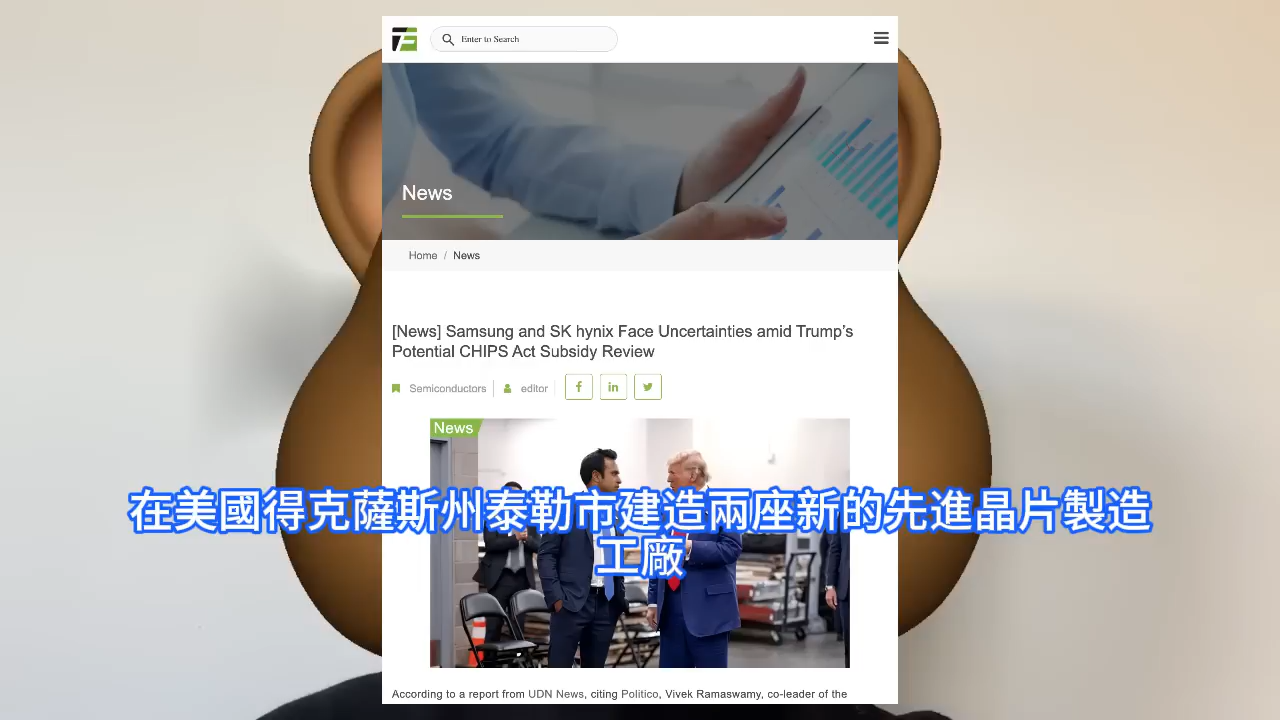 Enter to Search
News
Home / News
[News] Samsung and SK hynix Face Uncertainties amid Trump’s
Potential CHIPS Act Subsidy Review
Semiconductors editor
News
在美國得克薩斯州泰勒市建造兩座新的先進晶片製造
工廠
According to a report from UDN News, citing Politico, Vivek Ramaswamy, co-leader of the